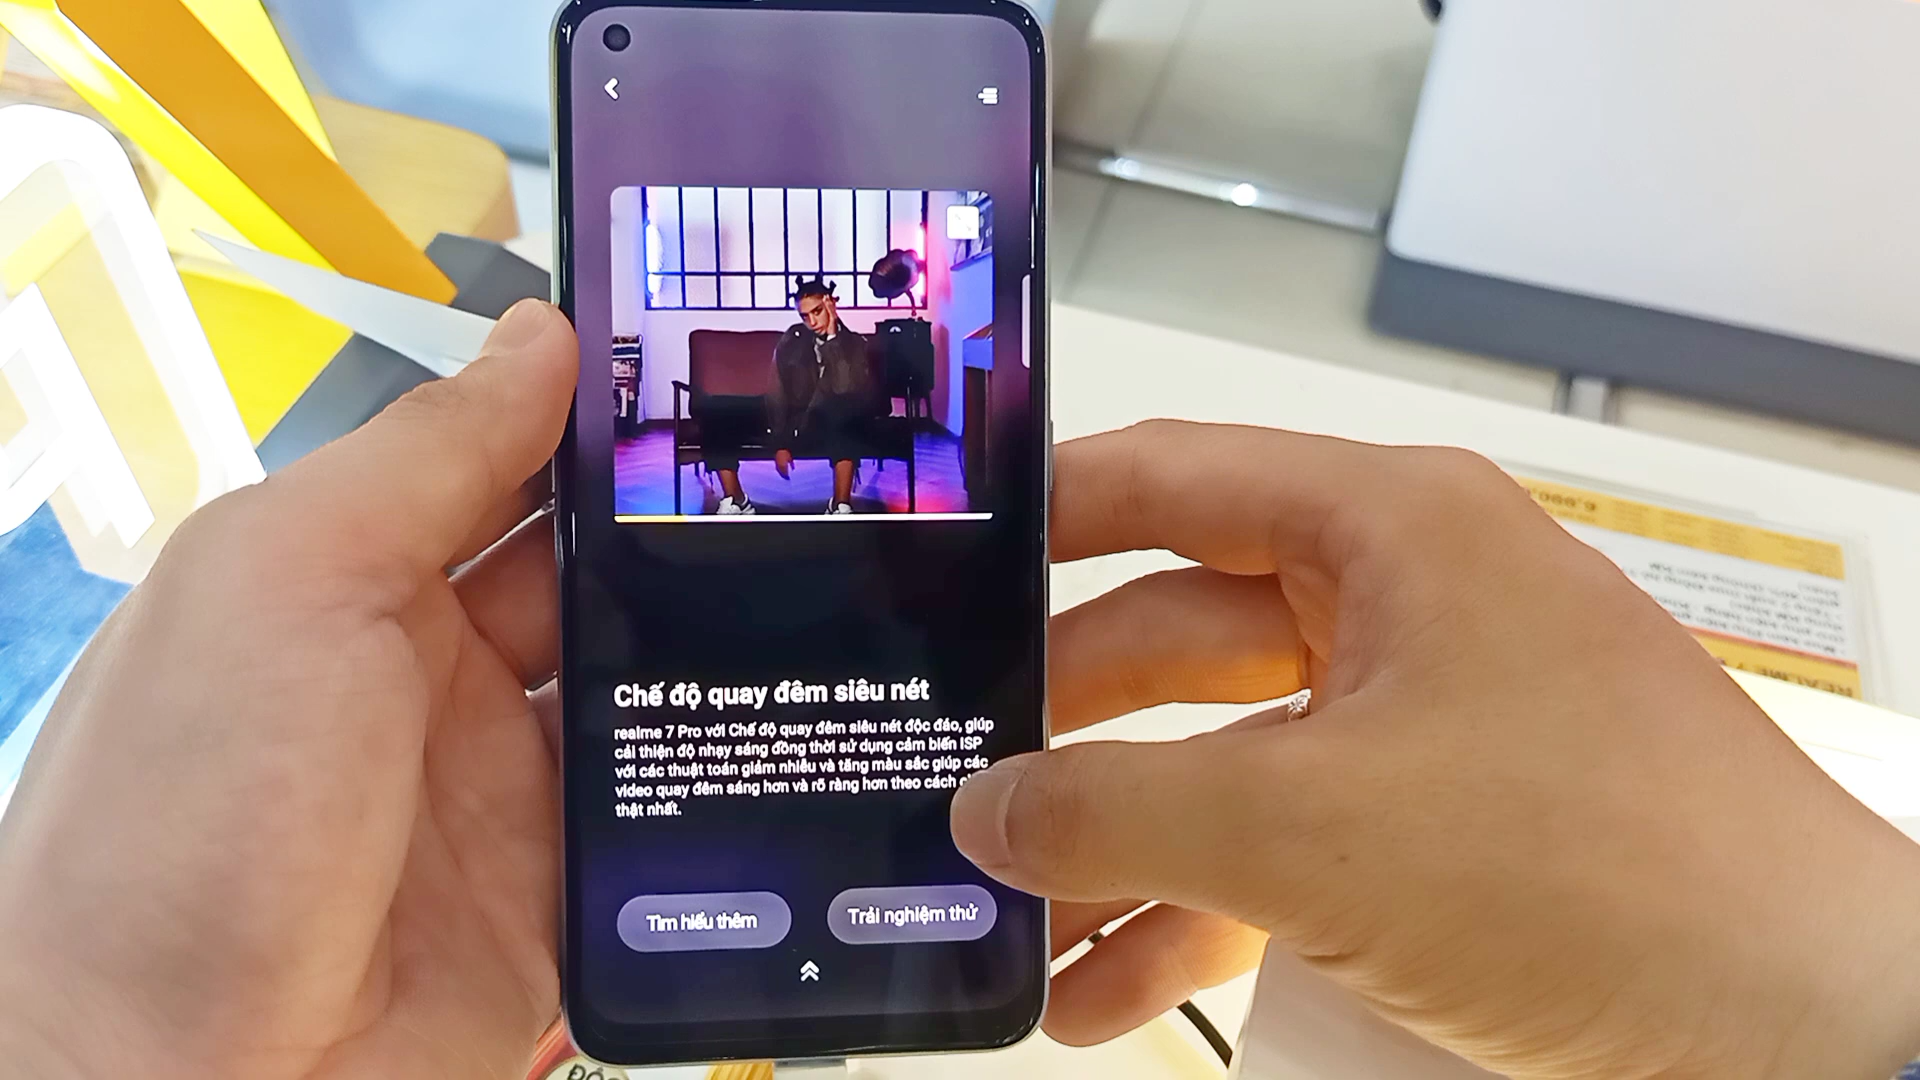 Chế độ quay đêm siêu nét
realme 7 Pro với Chế độ quay đêm siêu nét độc đáo, giúp
cải thiện độ nhạy sáng đồng thời sử dụng cảm biến ISP
với các thuật toán giảm nhiễu và tăng màu sắc giúp các
video quay đêm sáng hơn và rõ ràng hơn theo cách
thật nhất.
Tìm hiểu thêm
Trải nghiệm thử
REALME 7